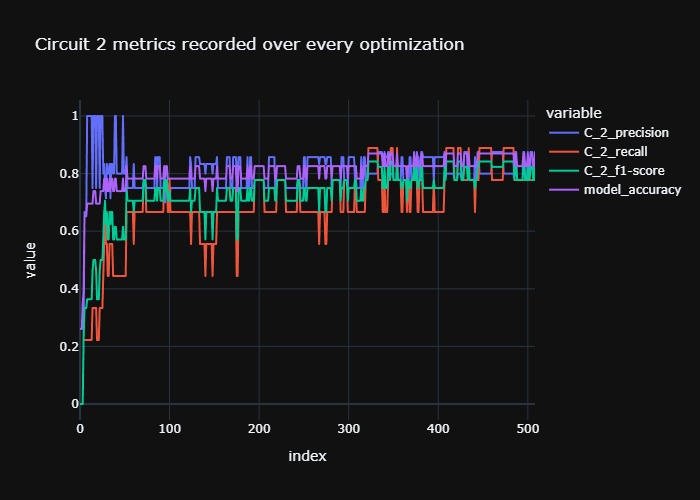 Circuit 2 metrics recorded over every optimization
variable
C_2_precision
C_2_recall
C_2_f1-score
model_accuracy
value
1
0.8
0.6
0.4
0.2
0
0 100 200 300 400 500
index